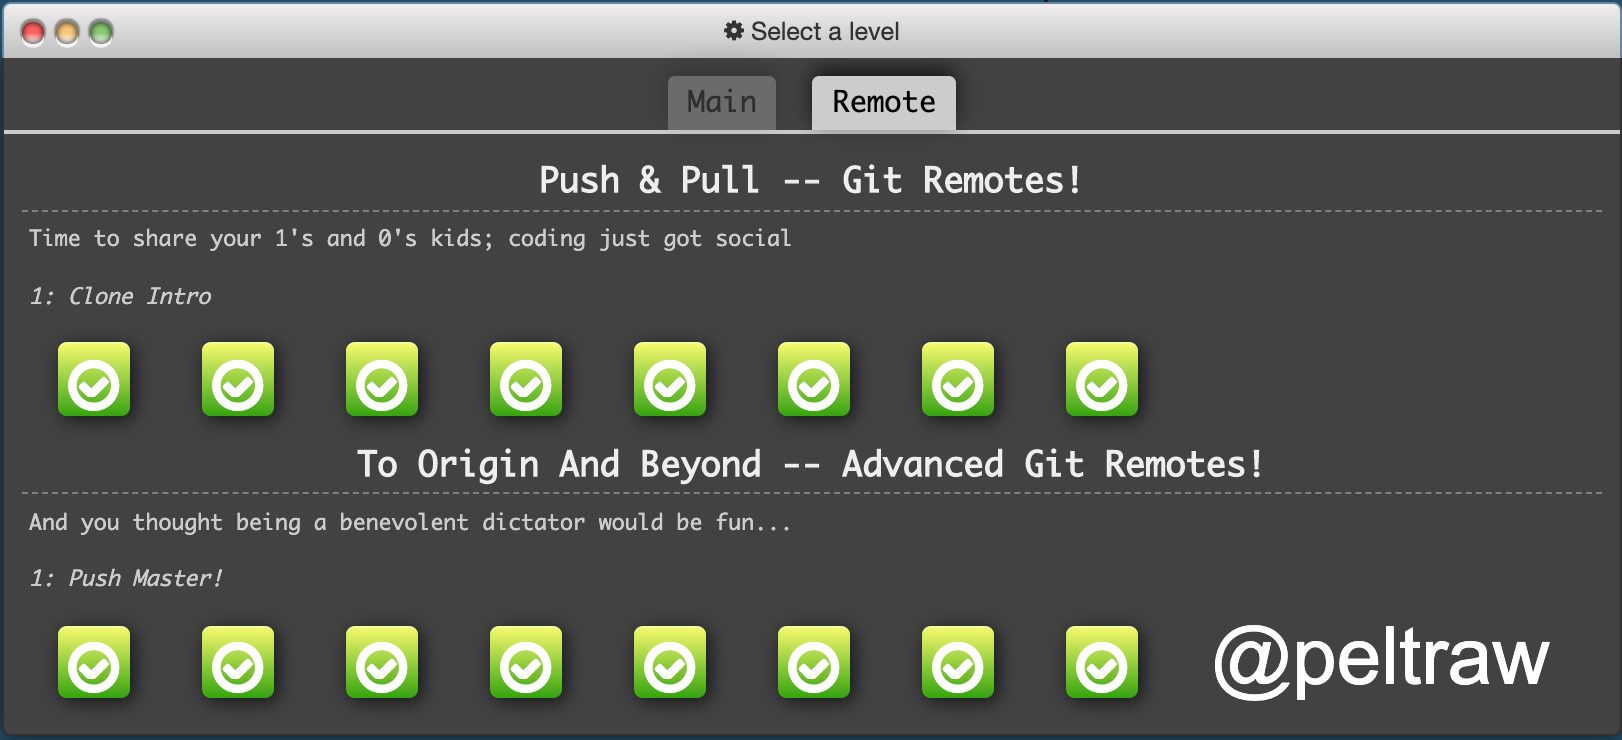 Select a level
Main
Remote
Push & Pull -- Git Remotes!
Time to share your 1's and 0's kids; coding just got social
1: Clone Intro
To Origin And Beyond -- Advanced Git Remotes!
And you thought being a benevolent dictator would be fun...
1: Push Master!
@peltraw